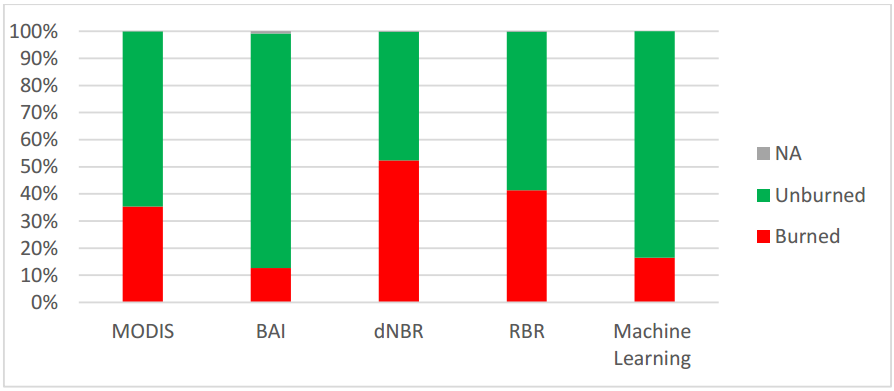 100%
90%
80%
70%
60%
50%
40%
30%
20%
10%
0%
MODIS BAI dNBR RBR Machine
Learning
NA
Unburned
Burned